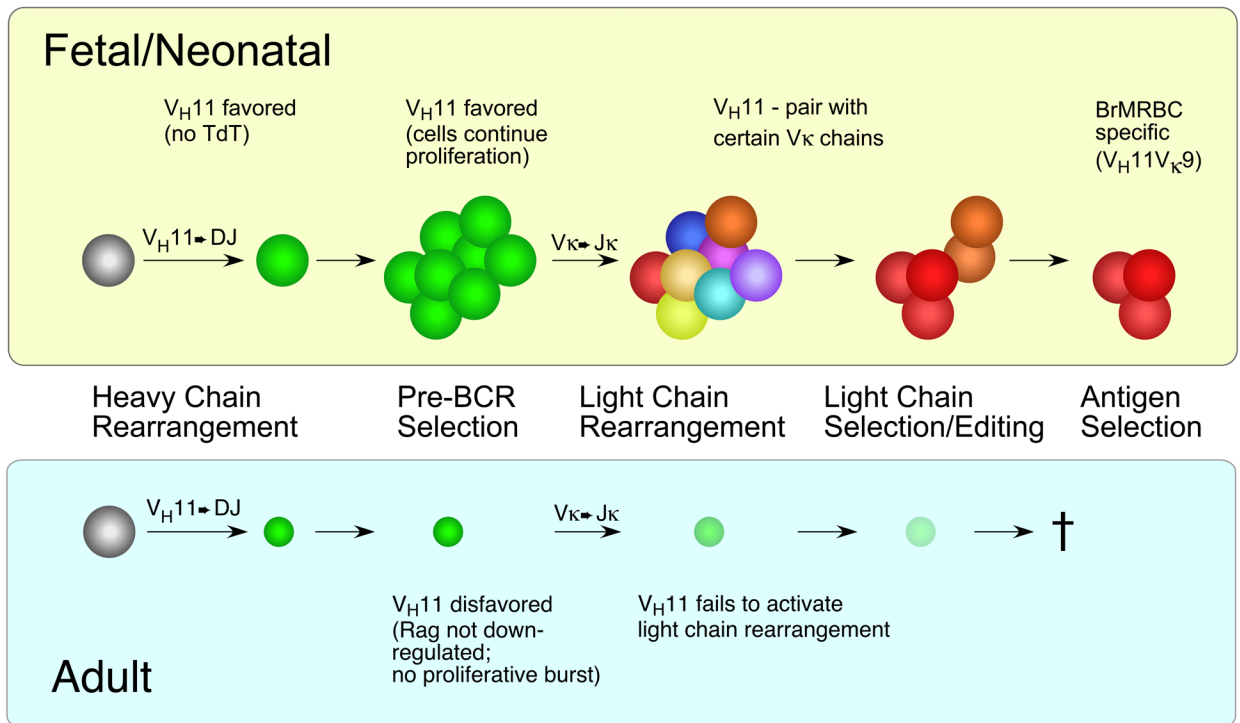 Fetal/Neonatal
VH11 favored
(no TdT)
VH11 favored
(cells continue
proliferation)
VH11 - pair with
certain Vκ chains
BrMRBC
specific
(VH11Vκ9)
VH11➨DJ
Vκ➨Jκ
Heavy Chain
Rearrangement
Pre-BCR
Selection
Light Chain
Rearrangement
Light Chain
Selection/Editing
Antigen
Selection
VH11➨DJ
Vκ➨Jκ
†
VH11 disfavored
(Rag not down-
regulated;
no proliferative burst)
VH11 fails to activate
light chain rearrangement
Adult